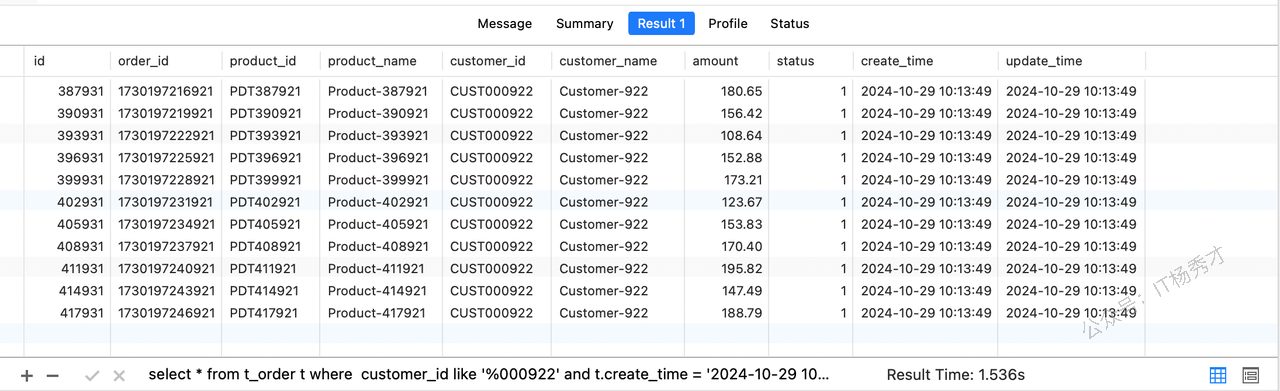 Message Summary Result 1 Profile Status
id order_id product_id product_name customer_id customer_name amount status create_time update_time
387931 1730197216921 PDT387921 Product-387921 CUST000922 Customer-922 180.65 1 2024-10-29 10:13:49 2024-10-29 10:13:49
390931 1730197219921 PDT390921 Product-390921 CUST000922 Customer-922 156.42 1 2024-10-29 10:13:49 2024-10-29 10:13:49
393931 1730197222921 PDT393921 Product-393921 CUST000922 Customer-922 108.64 1 2024-10-29 10:13:49 2024-10-29 10:13:49
396931 1730197225921 PDT396921 Product-396921 CUST000922 Customer-922 152.88 1 2024-10-29 10:13:49 2024-10-29 10:13:49
399931 1730197228921 PDT399921 Product-399921 CUST000922 Customer-922 173.21 1 2024-10-29 10:13:49 2024-10-29 10:13:49
402931 1730197231921 PDT402921 Product-402921 CUST000922 Customer-922 123.67 1 2024-10-29 10:13:49 2024-10-29 10:13:49
405931 1730197234921 PDT405921 Product-405921 CUST000922 Customer-922 153.83 1 2024-10-29 10:13:49 2024-10-29 10:13:49
408931 1730197237921 PDT408921 Product-408921 CUST000922 Customer-922 170.40 1 2024-10-29 10:13:49 2024-10-29 10:13:49
411931 1730197240921 PDT411921 Product-411921 CUST000922 Customer-922 195.82 1 2024-10-29 10:13:49 2024-10-29 10:13:49
414931 1730197243921 PDT414921 Product-414921 CUST000922 Customer-922 147.49 1 2024-10-29 10:13:49 2024-10-29 10:13:49
417931 1730197246921 PDT417921 Product-417921 CUST000922 Customer-922 188.79 1 2024-10-29 10:13:49 2024-10-29 10:13:49
公众号：IT杨秀才
select * from t_order t where  customer_id like '%000922' and t.create_time = '2024-10-29 10... Result Time: 1.536s